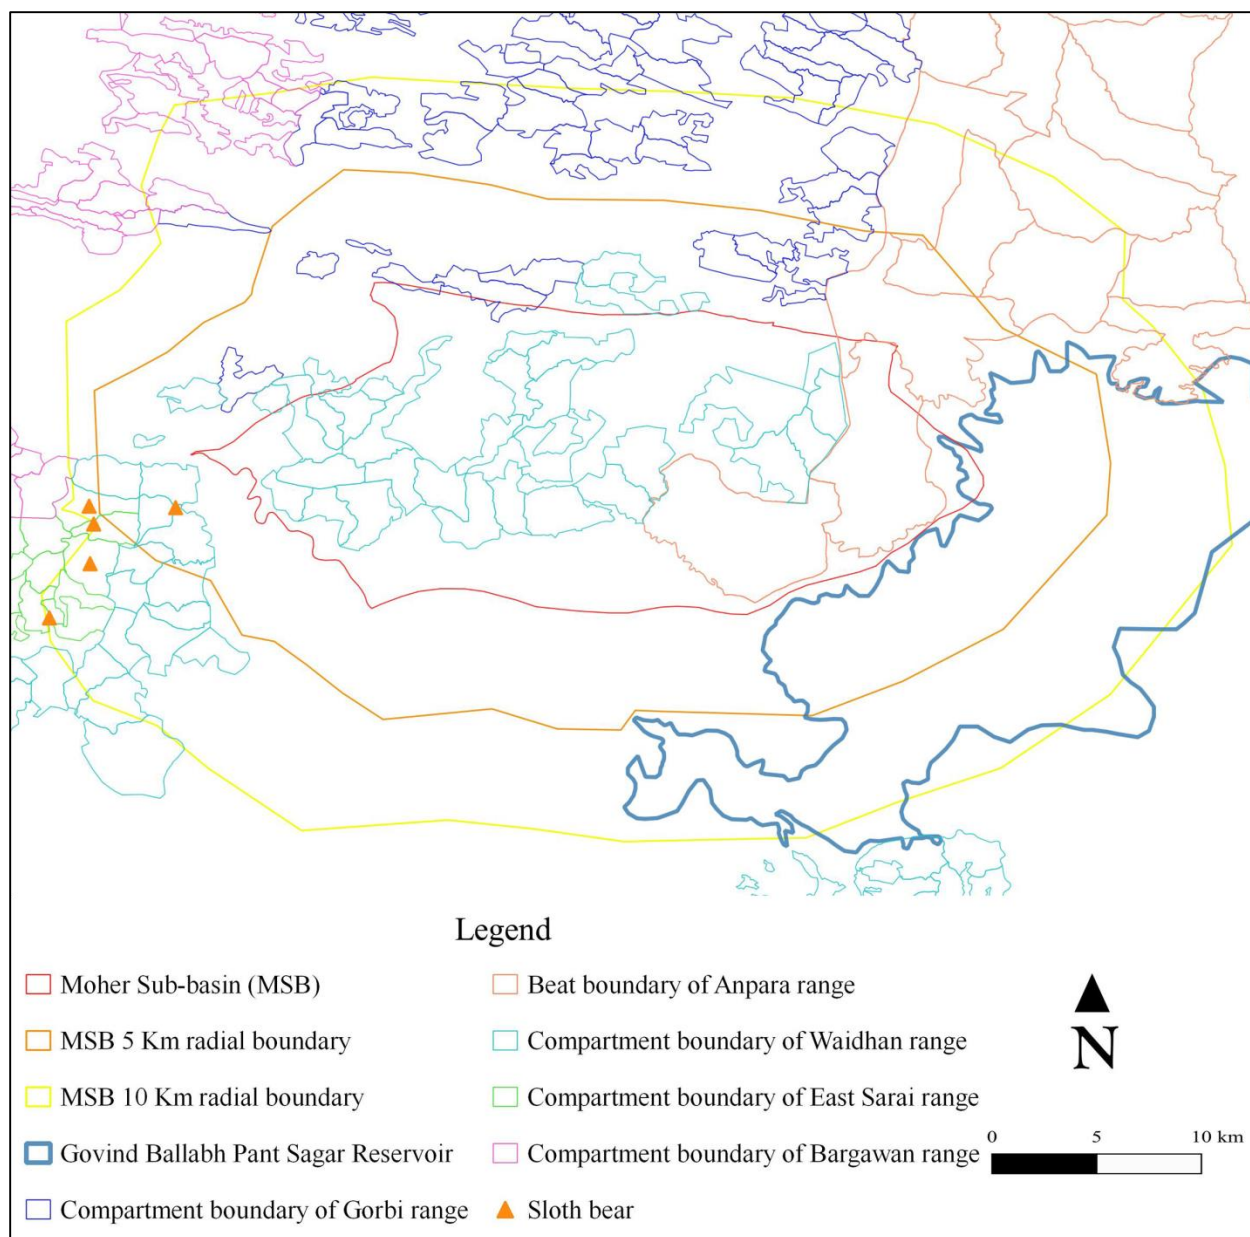 Legend
Moher Sub-basin (MSB)
MSB 5 Km radial boundary
MSB 10 Km radial boundary
Govind Ballabh Pant Sagar Reservoir
Compartment boundary of Gorbi range
Beat boundary of Anpara range
Compartment boundary of Waidhan range
Compartment boundary of East Sarai range
Compartment boundary of Bargawan range
Sloth bear
N
0 5 10 km